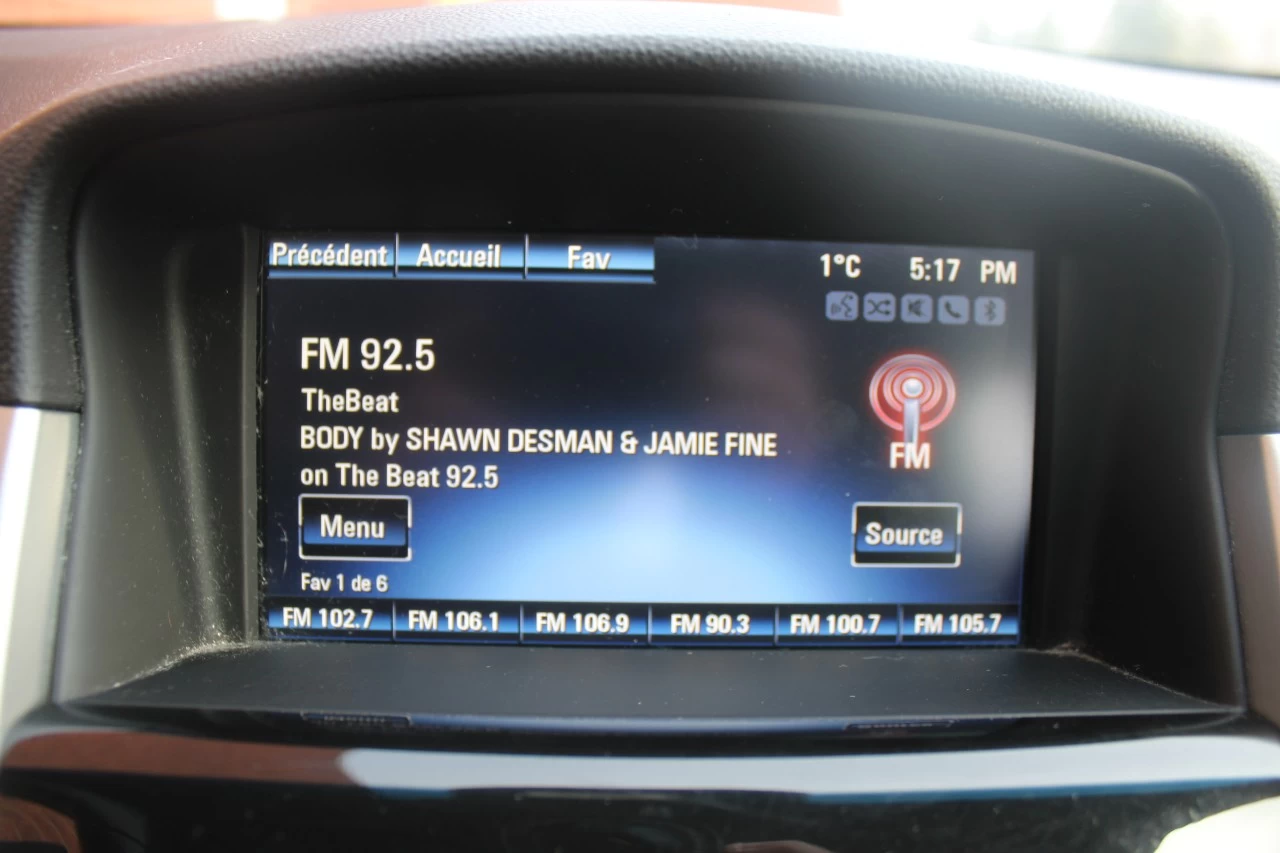 Précédent Accueil Fav
1°C 5:17 PM
FM 92.5
TheBeat
BODY by SHAWN DESMAN & JAMIE FINE
on The Beat 92.5
FM
Menu
Source
Fav 1 de 6
FM 102.7 FM 106.1 FM 106.9 FM 90.3 FM 100.7 FM 105.7